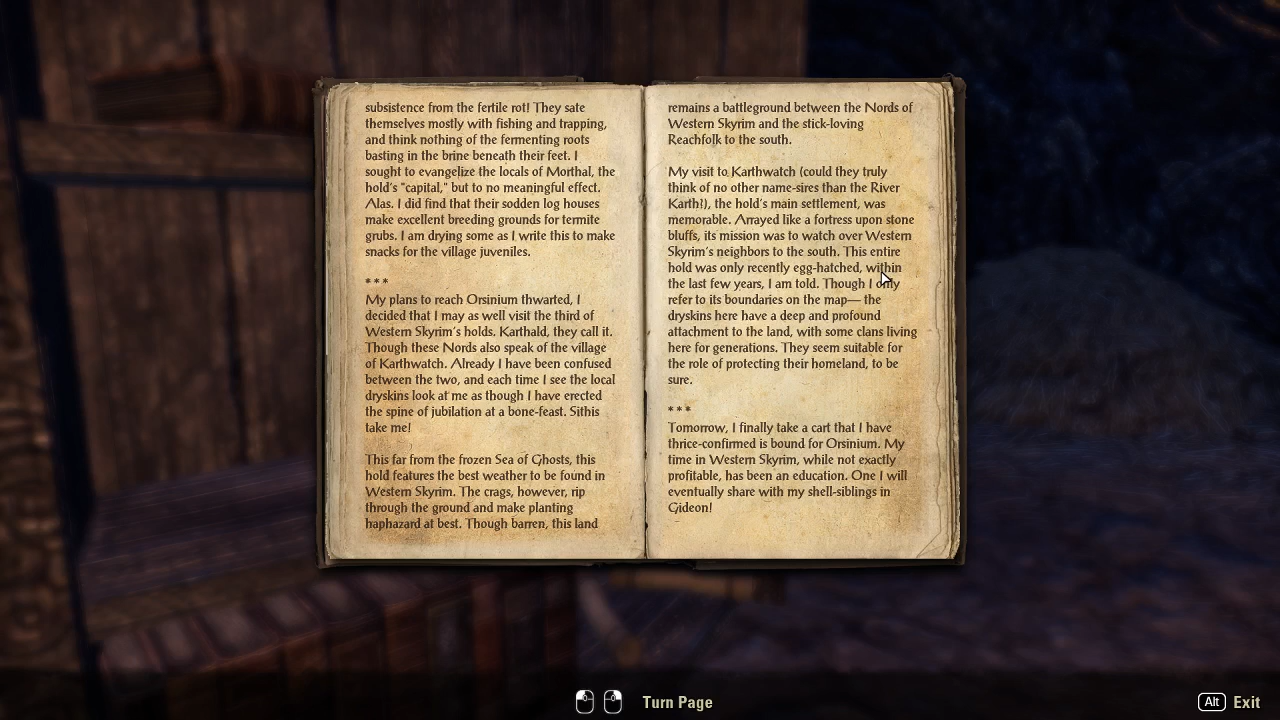 subsistence from the fertile rot! They sate
themselves mostly with fishing and trapping,
and think nothing of the fermenting roots
basting in the brine beneath their feet. I
sought to evangelize the locals of Morthal, the
hold's "capital," but to no meaningful effect.
Alas. I did find that their sodden log houses
make excellent breeding grounds for termite
grubs. I am drying some as I write this to make
snacks for the village juveniles.
* * *
My plans to reach Orsinium thwarted, I
decided that I may as well visit the third of
Western Skyrim's holds. Karthald, they call it.
Though these Nords also speak of the village
of Karthwatch. Already I have been confused
between the two, and each time I see the local
dryskins look at me as though I have erected
the spine of jubilation at a bone-feast. Sithis
take me!
This far from the frozen Sea of Ghosts, this
hold features the best weather to be found in
Western Skyrim. The crags, however, rip
through the ground and make planting
haphazard at best. Though barren, this land
remains a battleground between the Nords of
Western Skyrim and the stick-loving
Reachfolk to the south.
My visit to Karthwatch (could they truly
think of no other name-sires than the River
Karth?), the hold's main settlement, was
memorable. Arrayed like a fortress upon stone
bluffs, its mission was to watch over Western
Skyrim's neighbors to the south. This entire
hold was only recently egg-hatched, within
the last few years, I am told. Though I only
refer to its boundaries on the map— the
dryskins here have a deep and profound
attachment to the land, with some clans living
here for generations. They seem suitable for
the role of protecting their homeland, to be
sure.
* * *
Tomorrow, I finally take a cart that I have
thrice-confirmed is bound for Orsinium. My
time in Western Skyrim, while not exactly
profitable, has been an education. One I will
eventually share with my shell-siblings in
Gideon!
Turn Page
Alt Exit